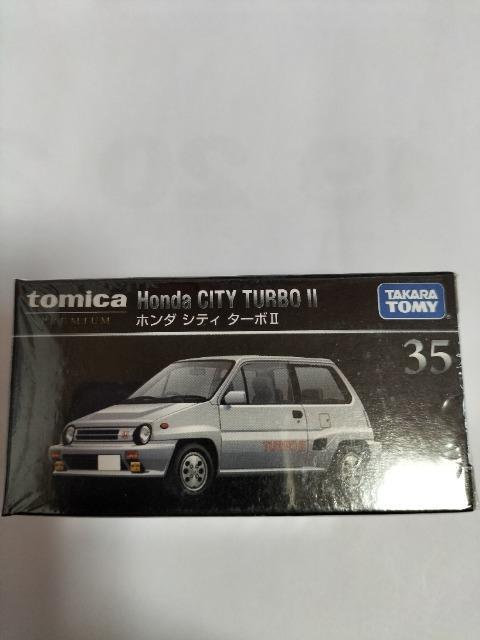 tomica
PREMIUM
Honda CITY TURBO II
ホンダ シティ ターボⅡ
TAKARA
TOMY
35